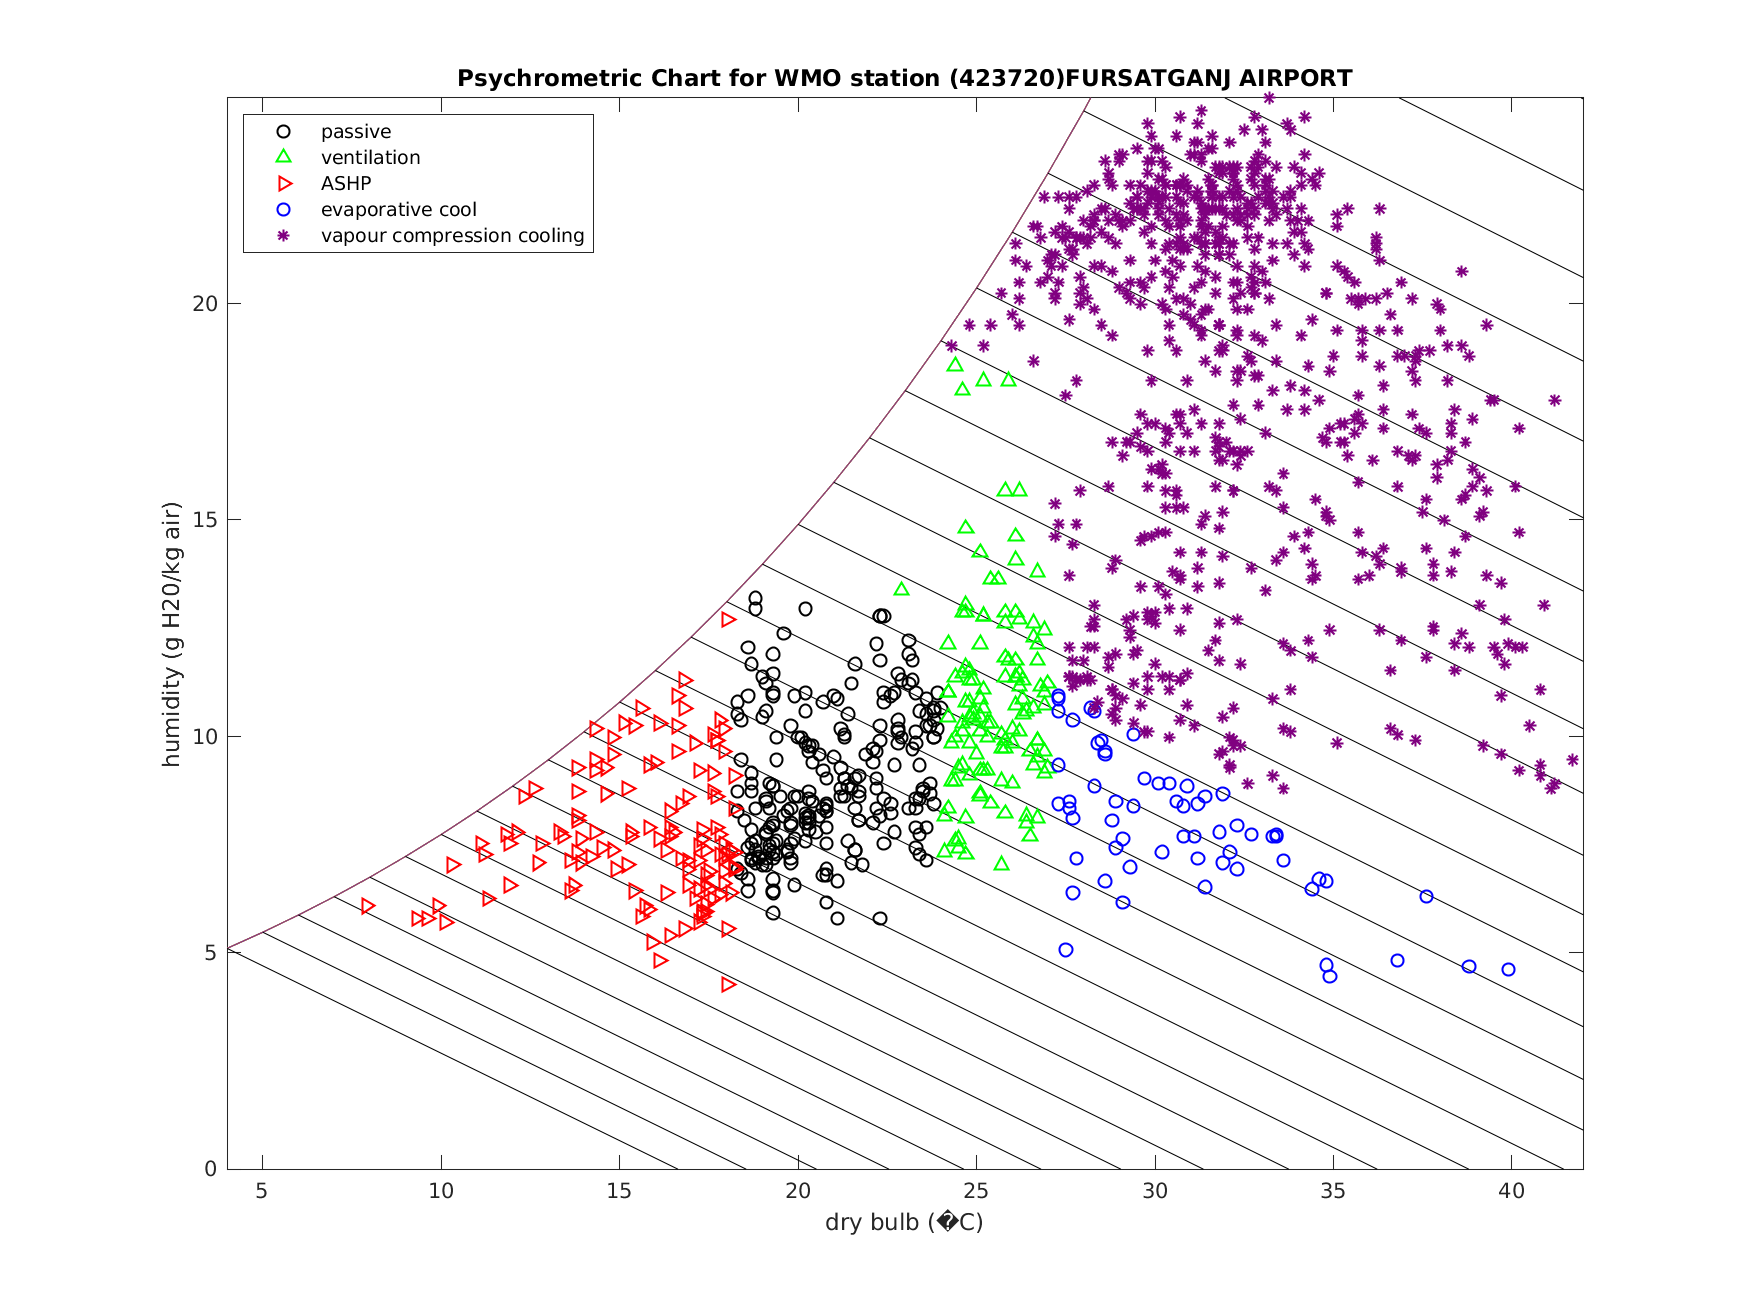 Psychrometric Chart for WMO station (423720)FURSATGANJ AIRPORT
passive
ventilation
ASHP
evaporative cool
vapour compression cooling
humidity (g H20/kg air)
20
15
10
5
0
5 10 15 20 25 30 35 40
dry bulb (�C)